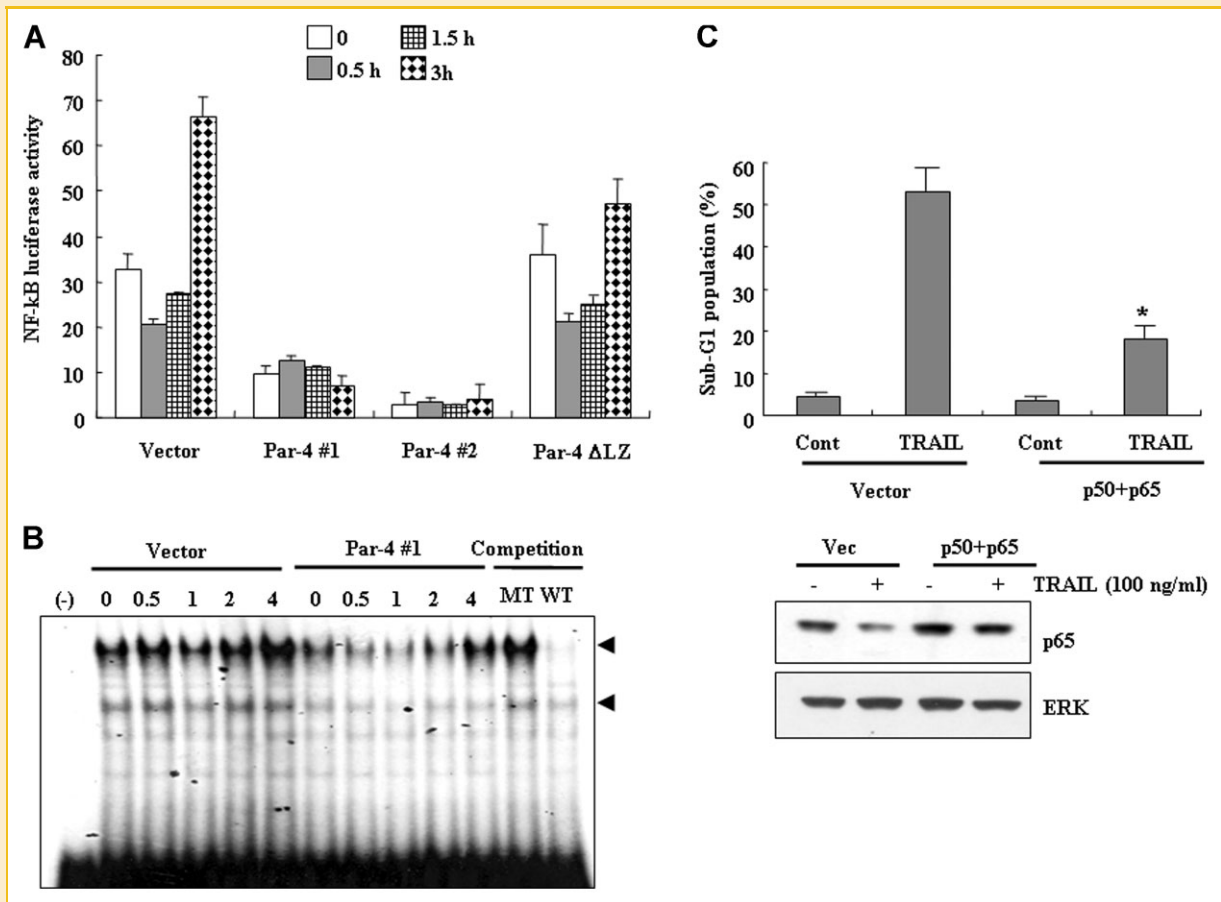 A
0
1.5 h
0.5 h
3h
80
70
60
50
40
30
20
10
0
NF-kB luciferase activity
Vector
Par-4 #1
Par-4 #2
Par-4 ΔLZ
B
Vector
Par-4 #1
Competition
(-) 0 0.5 1 2 4 0 0.5 1 2 4 MT WT
C
60
50
40
30
20
10
0
Sub-G1 population (%)
*
Cont
TRAIL
Cont
TRAIL
Vector
p50+p65
Vec
p50+p65
- + - + TRAIL (100 ng/ml)
p65
ERK